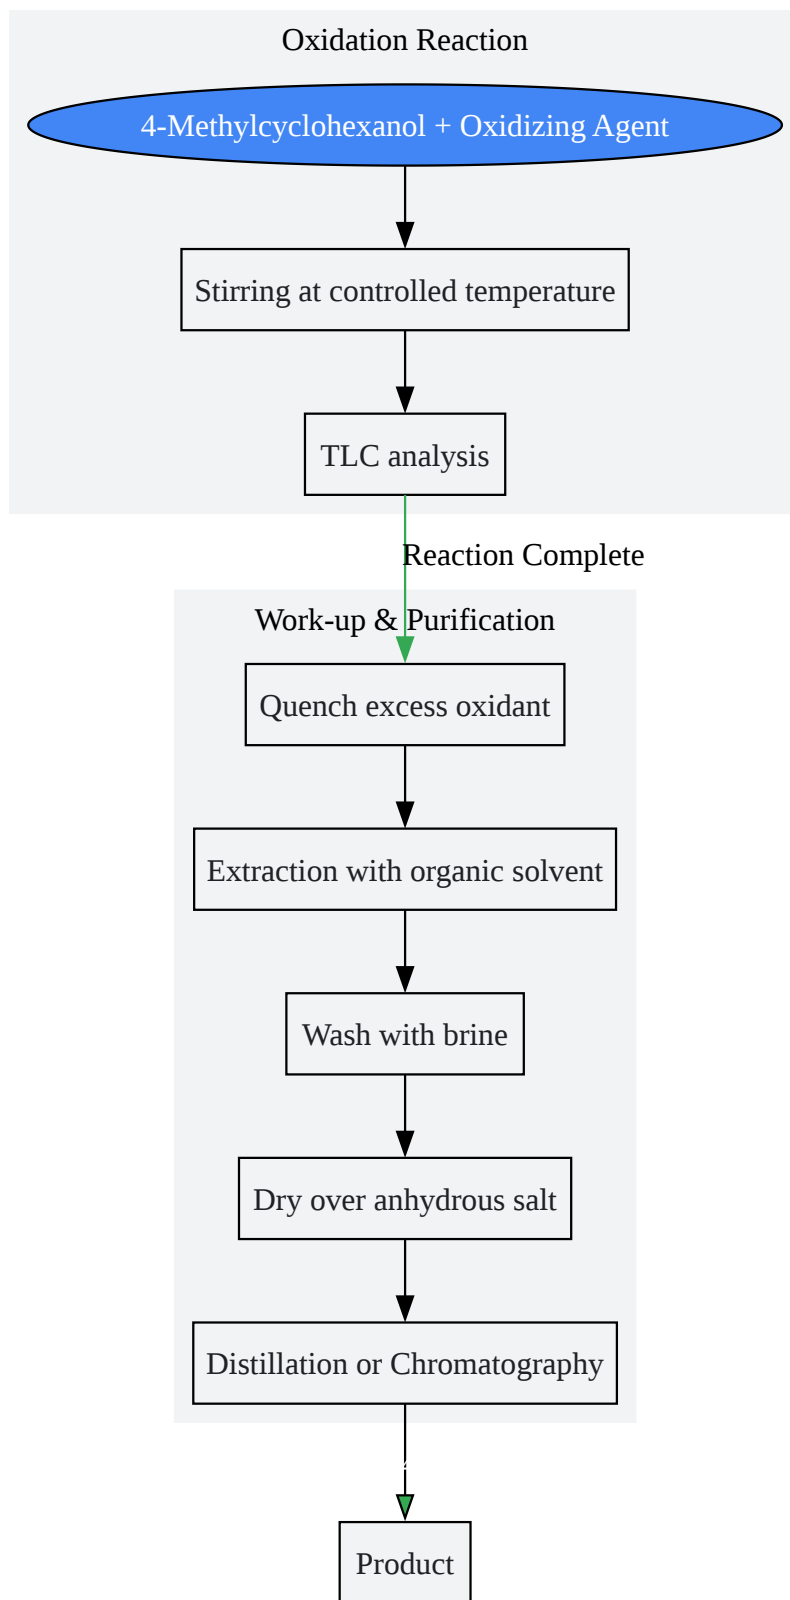 Oxidation Reaction
4-Methylcyclohexanol + Oxidizing Agent
Stirring at controlled temperature
TLC analysis
Reaction Complete
Work-up & Purification
Quench excess oxidant
Extraction with organic solvent
Wash with brine
Dry over anhydrous salt
Distillation or Chromatography
Product